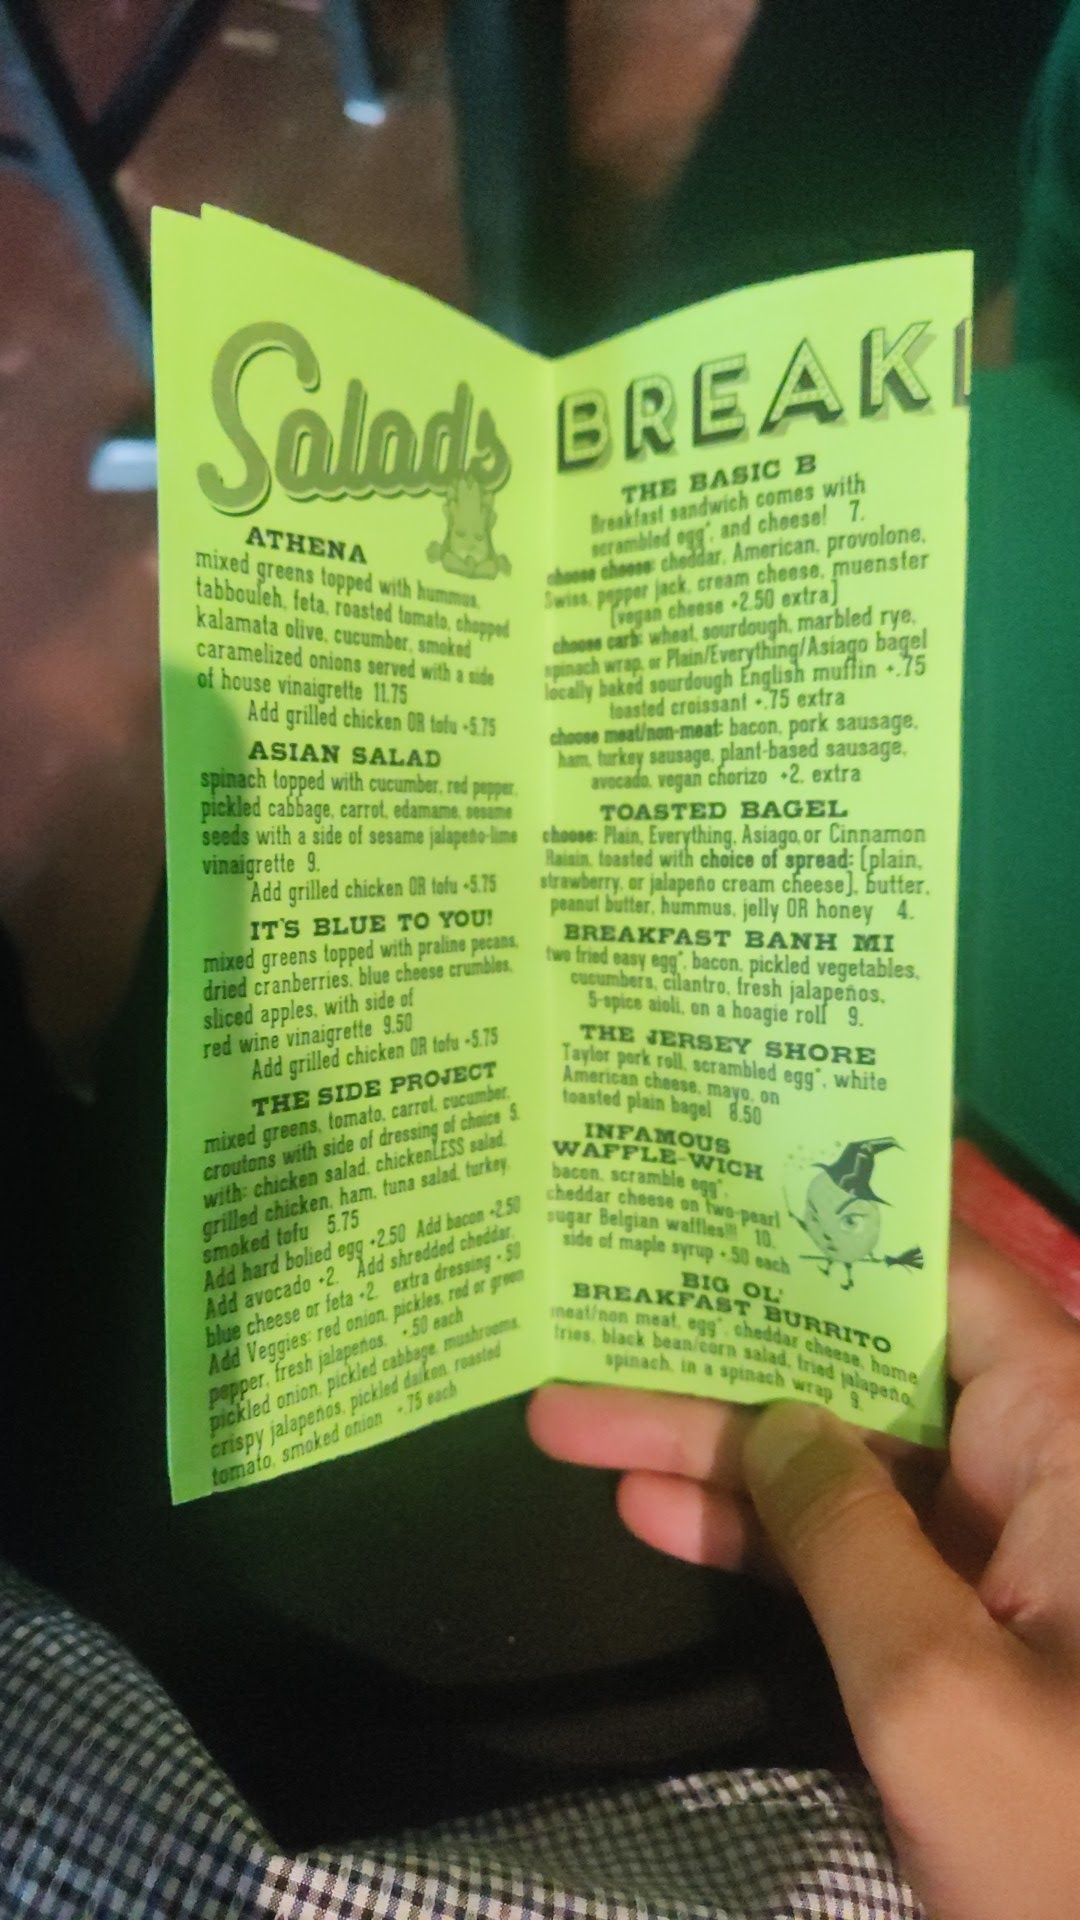 Salads
ATHENA
mixed greens topped with hummus,
tabbouleh, feta, roasted tomato, chopped
kalamata olive, cucumber, smoked
caramelized onions served with a side
of house vinaigrette 11.75
Add grilled chicken OR tofu +5.75
ASIAN SALAD
spinach topped with cucumber, red pepper,
pickled cabbage, carrot, edamame, sesame
seeds with a side of sesame jalapeño-lime
vinaigrette 9.
Add grilled chicken OR tofu +5.75
IT'S BLUE TO YOU!
mixed greens topped with praline pecans,
dried cranberries, blue cheese crumbles,
sliced apples, with side of
red wine vinaigrette 9.50
Add grilled chicken OR tofu +5.75
THE SIDE PROJECT
mixed greens, tomato, carrot, cucumber,
croutons with side of dressing of choice 5.
with: chicken salad, chickenLESS salad,
grilled chicken, ham, tuna salad, turkey,
smoked tofu 5.75
Add hard bolied egg +2.50 Add bacon +2.50
Add avocado +2. Add shredded cheddar,
blue cheese or feta +2. extra dressing +.50
Add Veggies: red onion, pickles, red or green
pepper, fresh jalapeños, +.50 each
pickled onion, pickled cabbage, mushrooms,
crispy jalapeños, pickled daikon, roasted
tomato, smoked onion +.75 each
BREAK
THE BASIC B
Breakfast sandwich comes with
scrambled egg*, and cheese! 7.
choose cheese: cheddar, American, provolone,
Swiss, pepper jack, cream cheese, muenster
[vegan cheese +2.50 extra]
choose carb: wheat, sourdough, marbled rye,
spinach wrap, or Plain/Everything/Asiago bagel
locally baked sourdough English muffin +.75
toasted croissant +.75 extra
choose meat/non-meat: bacon, pork sausage,
ham, turkey sausage, plant-based sausage,
avocado, vegan chorizo +2. extra
TOASTED BAGEL
choose: Plain, Everything, Asiago, or Cinnamon
Raisin, toasted with choice of spread: [plain,
strawberry, or jalapeño cream cheese], butter,
peanut butter, hummus, jelly OR honey 4.
BREAKFAST BANH MI
two fried easy egg*, bacon, pickled vegetables,
cucumbers, cilantro, fresh jalapeños,
5-spice aioli, on a hoagie roll 9.
THE JERSEY SHORE
Taylor pork roll, scrambled egg*, white
American cheese, mayo, on
toasted plain bagel 8.50
INFAMOUS
WAFFLE-WICH
bacon, scramble egg*,
cheddar cheese on two pearl
sugar Belgian waffles!!! 10.
side of maple syrup +.50 each
BIG OL'
BREAKFAST BURRITO
meat/non meat, egg*, cheddar cheese, home
fries, black bean/corn salad, fried jalapeño,
spinach, in a spinach wrap 9.